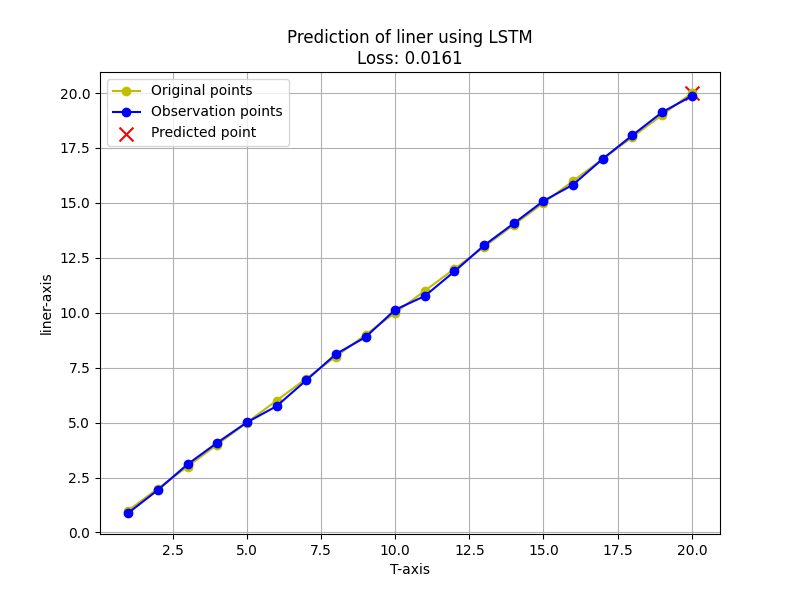 Prediction of liner using LSTM
Loss: 0.0161
Original points
Observation points
Predicted point
20.0
17.5
15.0
12.5
10.0
7.5
5.0
2.5
0.0
liner-axis
2.5 5.0 7.5 10.0 12.5 15.0 17.5 20.0
T-axis